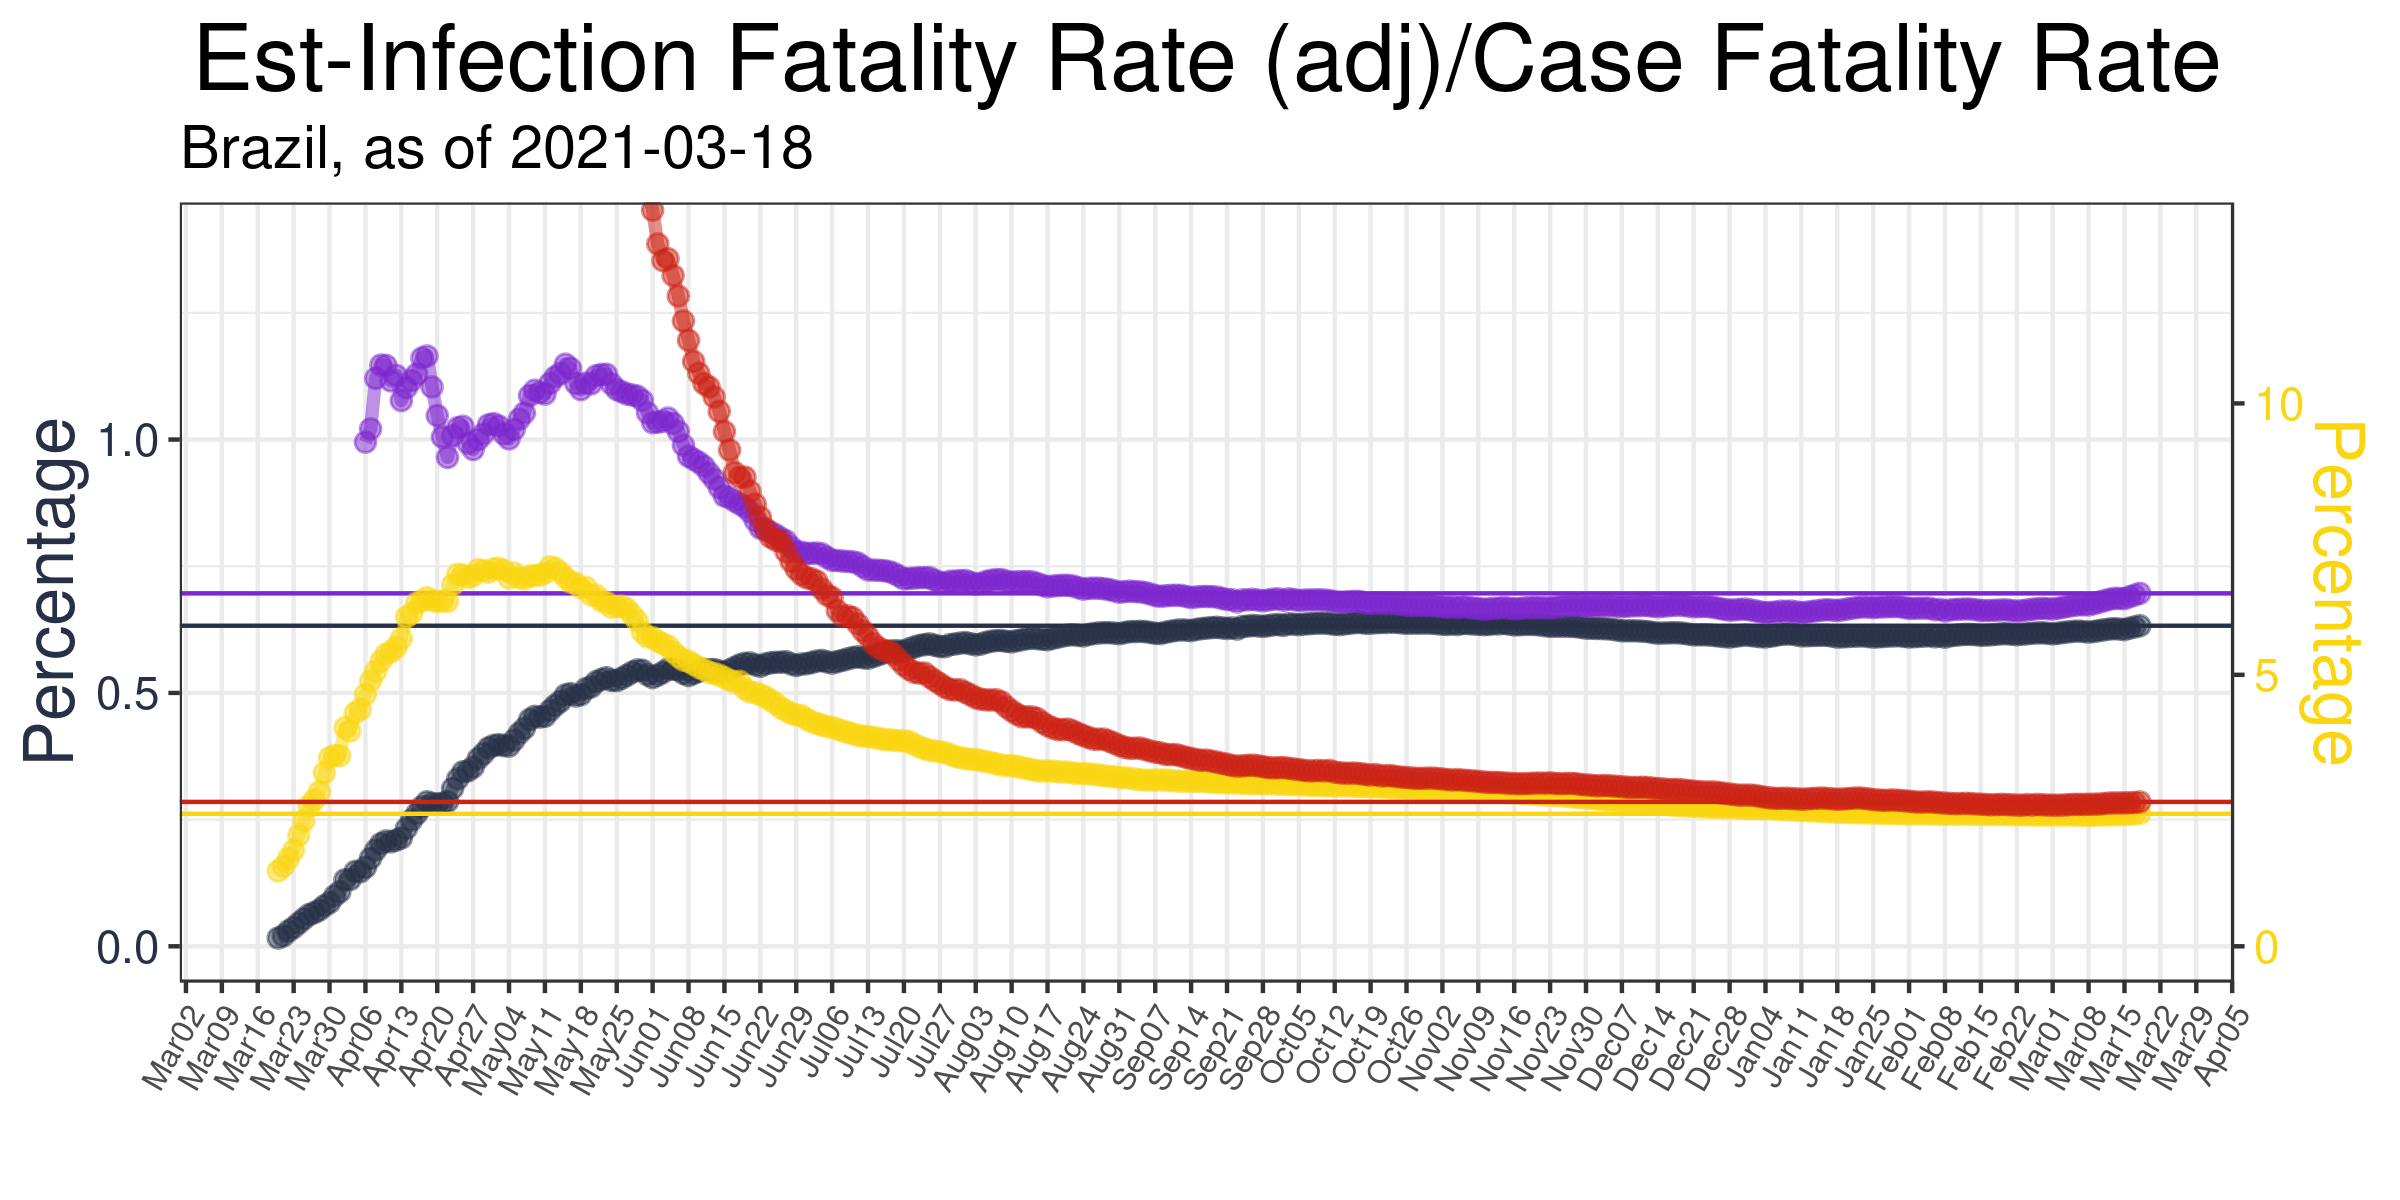 Est-Infection Fatality Rate (adj)/Case Fatality Rate
Brazil, as of 2021-03-18
Percentage
1.0
0.5
0.0
10
5
0
Percentage
Mar02
Mar09
Mar16
Mar23
Mar30
Apr06
Apr13
Apr20
Apr27
May04
May11
May18
May25
Jun01
Jun08
Jun15
Jun22
Jun29
Jul06
Jul13
Jul20
Jul27
Aug03
Aug10
Aug17
Aug24
Aug31
Sep07
Sep14
Sep21
Sep28
Oct05
Oct12
Oct19
Oct26
Nov02
Nov09
Nov16
Nov23
Nov30
Dec07
Dec14
Dec21
Dec28
Dec04
Jan11
Jan18
Jan25
Jan01
Feb08
Feb15
Feb22
Feb01
Mar08
Mar15
Mar22
Mar29
Apr05